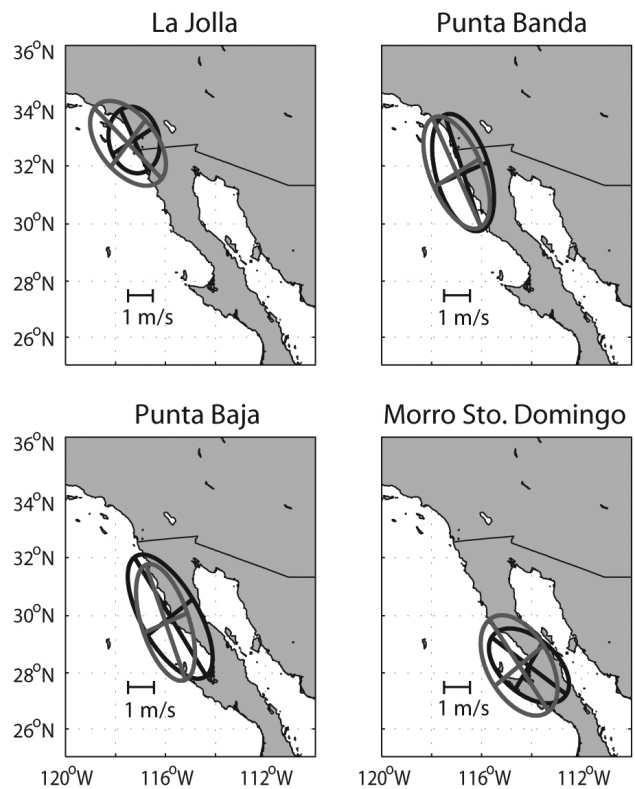 La Jolla
Punta Banda
36°N
34°N
32°N
30°N
28°N
26°N
1 m/s
1 m/s
Punta Baja
Morro Sto. Domingo
36°N
34°N
32°N
30°N
28°N
26°N
1 m/s
1 m/s
120°W 116°W 112°W 120°W 116°W 112°W